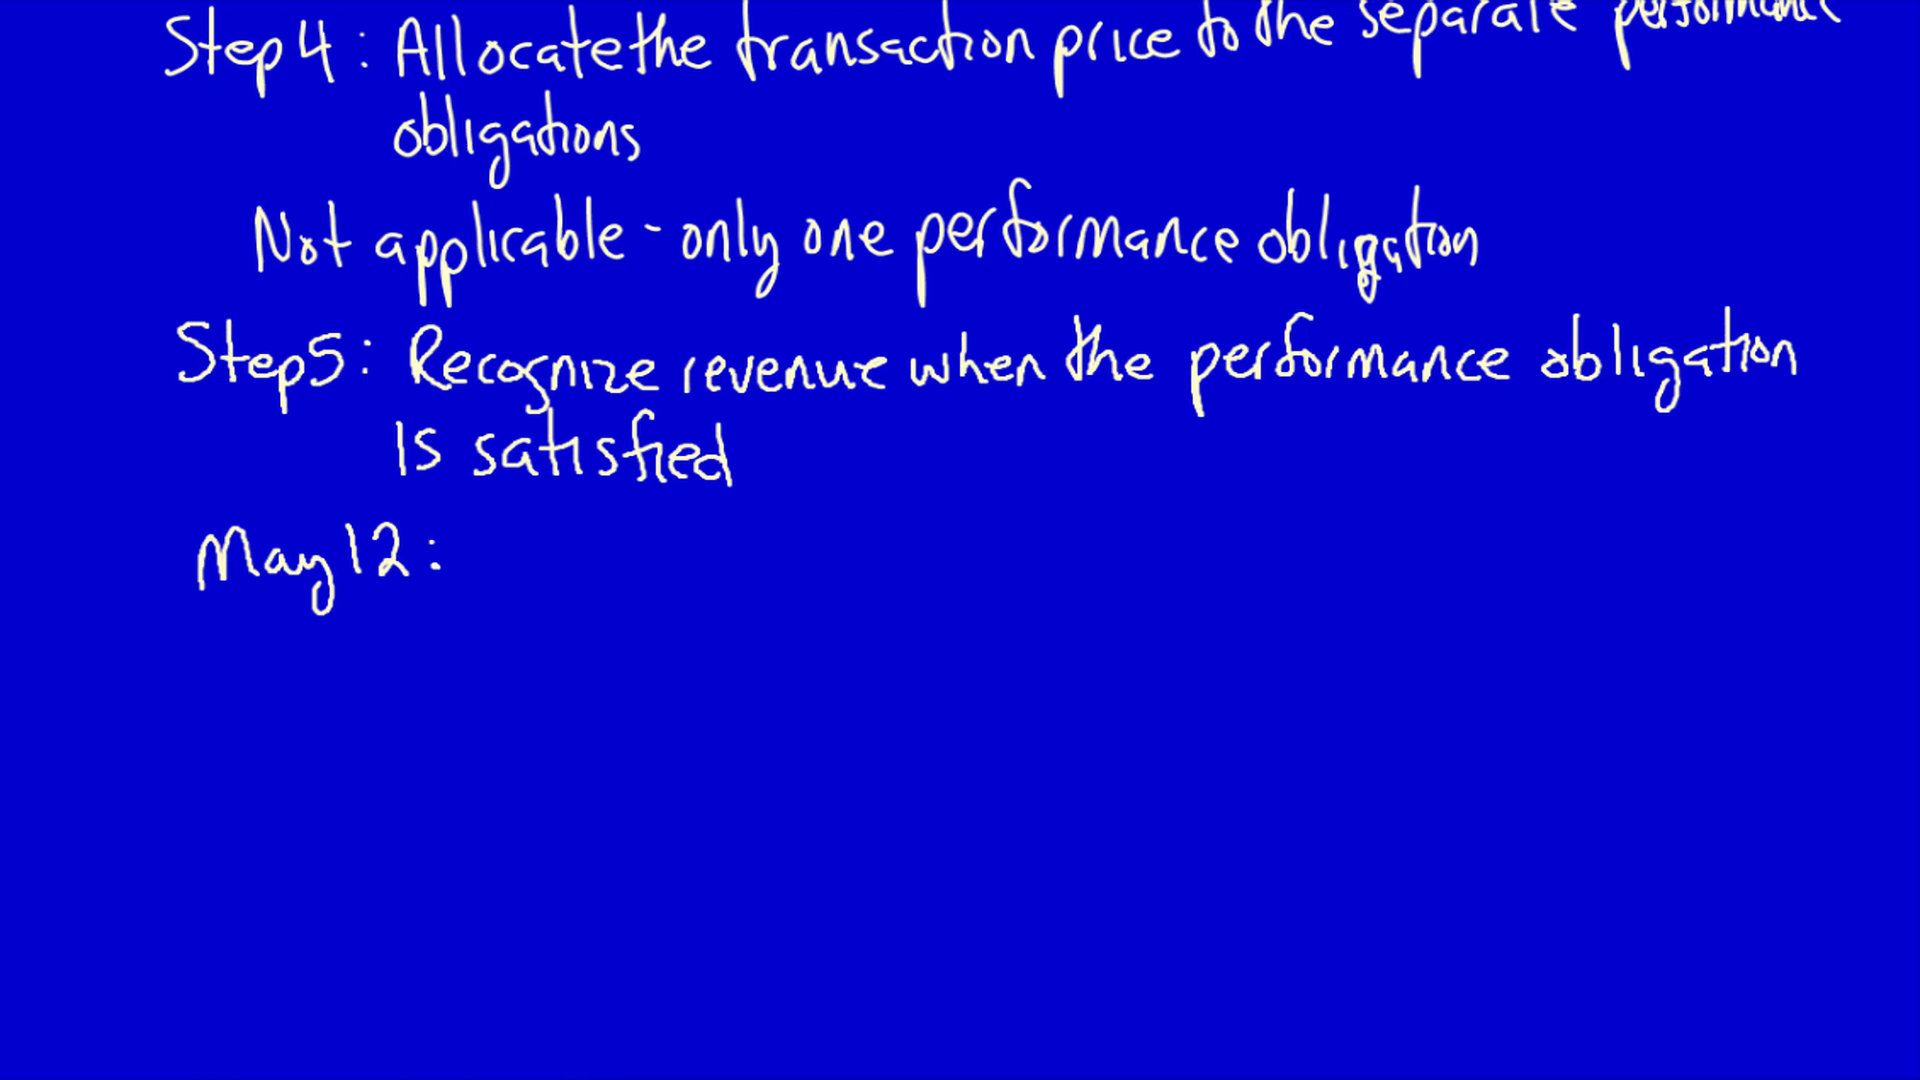 Step 4: Allocate the transaction price to the separate performance
obligations
Not applicable - only one performance obligation
Step 5: Recognize revenue when the performance obligation
is satisfied
May 12: